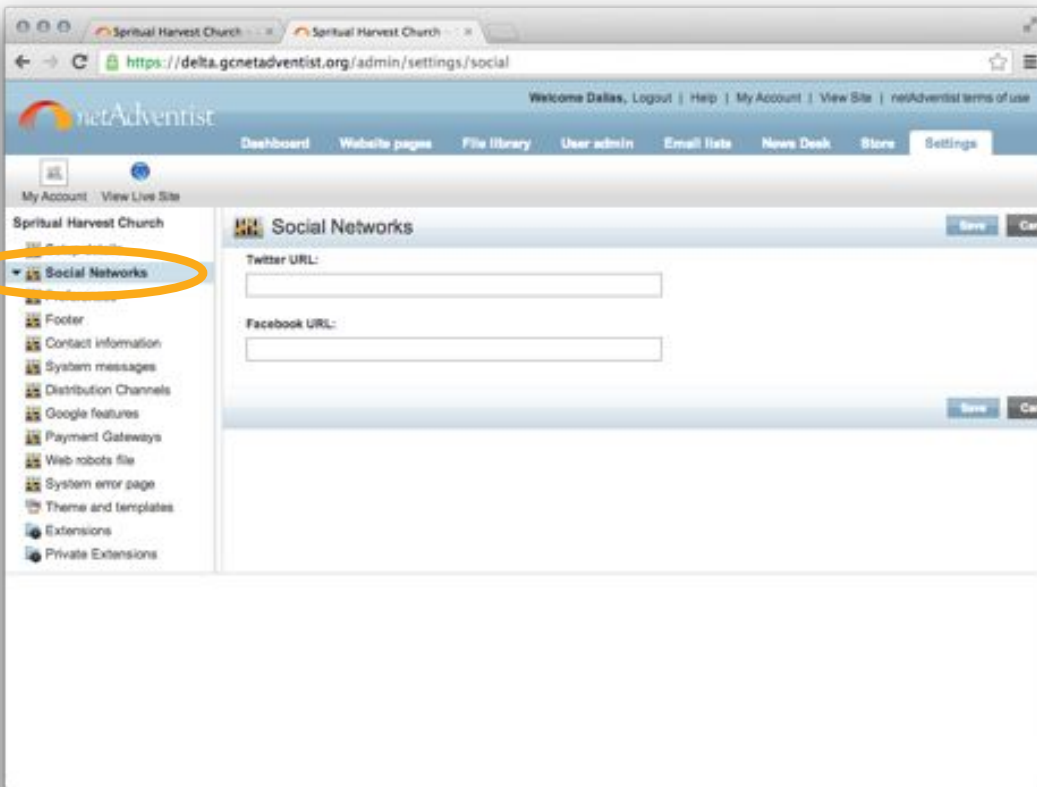 Spritual Harvest Church
Spritual Harvest Church
https://delta.gcnetadventist.org/admin/settings/social
Welcome Dallas, Logout | Help | My Account | View Site | netAdventist terms of use
netAdventist
Dashboard Website pages File library User admin Email lists News Desk Store Settings
My Account View Live Site
Spritual Harvest Church
Social Networks
Save
Social Networks
Footer
Contact information
System messages
Distribution Channels
Google features
Payment Gateways
Web robots file
System error page
Theme and templates
Extensions
Private Extensions
Twitter URL:
Facebook URL:
Save